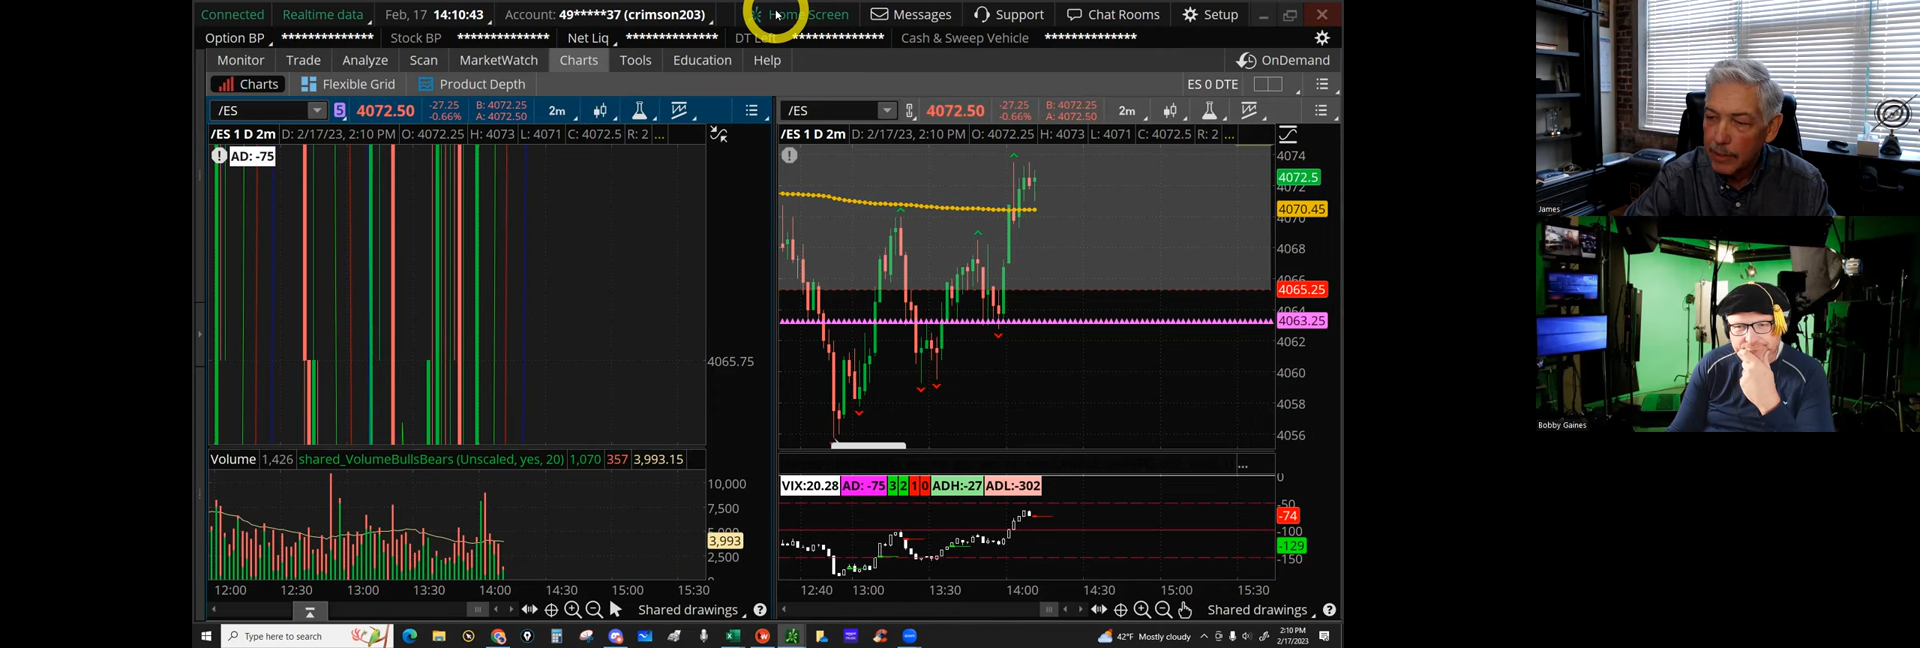 Connected Realtime data Feb, 17 14:10:43 Account: 49*****37 (crimson203) Home Screen Messages Support Chat Rooms Setup
Option BP ************** Stock BP ************** Net Liq ************** DT Left ************** Cash & Sweep Vehicle **************
Monitor Trade Analyze Scan MarketWatch Charts Tools Education Help OnDemand
Charts Flexible Grid Product Depth ES 0 DTE
/ES 5 4072.50 -27.25 B: 4072.25 2m /ES 4072.50 -27.25 B: 4072.25 2m
-0.66% A: 4072.50 -0.66% A: 4072.50
/ES 1 D 2m D: 2/17/23, 2:10 PM O: 4072.25 H: 4073 L: 4071 C: 4072.5 R: 2 ... /ES 1 D 2m D: 2/17/23, 2:10 PM O: 4072.25 H: 4073 L: 4071 C: 4072.5 R: 2 ...
AD: -75
4074
4072.5
4072
4070.45
4070
4068
4066
4065.25
4064
4063.25
4062
4065.75
4060
4058
4056
Volume 1,426 shared_VolumeBullsBears (Unscaled, yes, 20) 1,070 357 3,993.15
10,000
7,500
3,993
2,500
0
VIX:20.28 AD: -75 3 2 1 0 ADH:-27 ADL:-302
0
-50
-74
-100
-129
-150
12:00 12:30 13:00 13:30 14:00 14:30 15:00 15:30
12:40 13:00 13:30 14:00 14:30 15:00 15:30
Shared drawings Shared drawings
Type here to search 42°F Mostly cloudy 2:10 PM
2/17/2023
James
Bobby Gaines